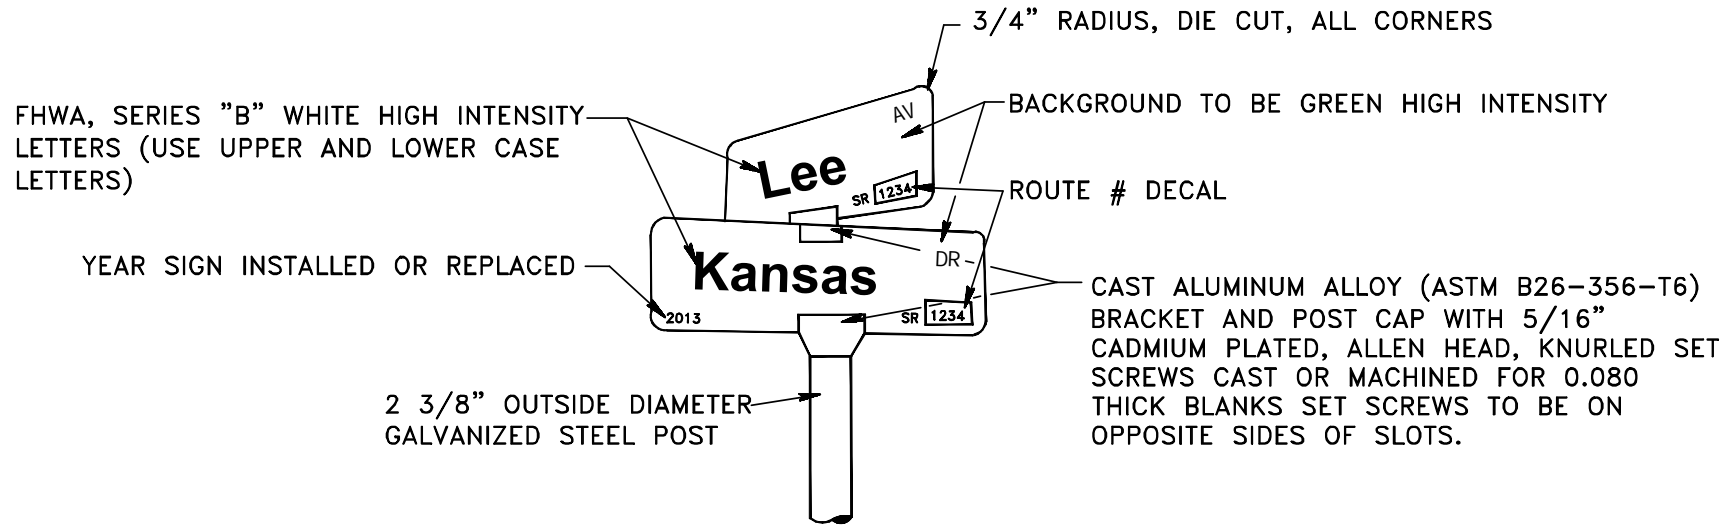 3/4” RADIUS, DIE CUT, ALL CORNERS
FHWA, SERIES ”B” WHITE HIGH INTENSITY
LETTERS (USE UPPER AND LOWER CASE
LETTERS)
BACKGROUND TO BE GREEN HIGH INTENSITY
AV
Lee
SR 1234
ROUTE # DECAL
YEAR SIGN INSTALLED OR REPLACED
DR
Kansas
2013
SR 1234
CAST ALUMINUM ALLOY (ASTM B26-356-T6)
BRACKET AND POST CAP WITH 5/16”
CADMIUM PLATED, ALLEN HEAD, KNURLED SET
SCREWS CAST OR MACHINED FOR 0.080
THICK BLANKS SET SCREWS TO BE ON
OPPOSITE SIDES OF SLOTS.
2 3/8” OUTSIDE DIAMETER
GALVANIZED STEEL POST